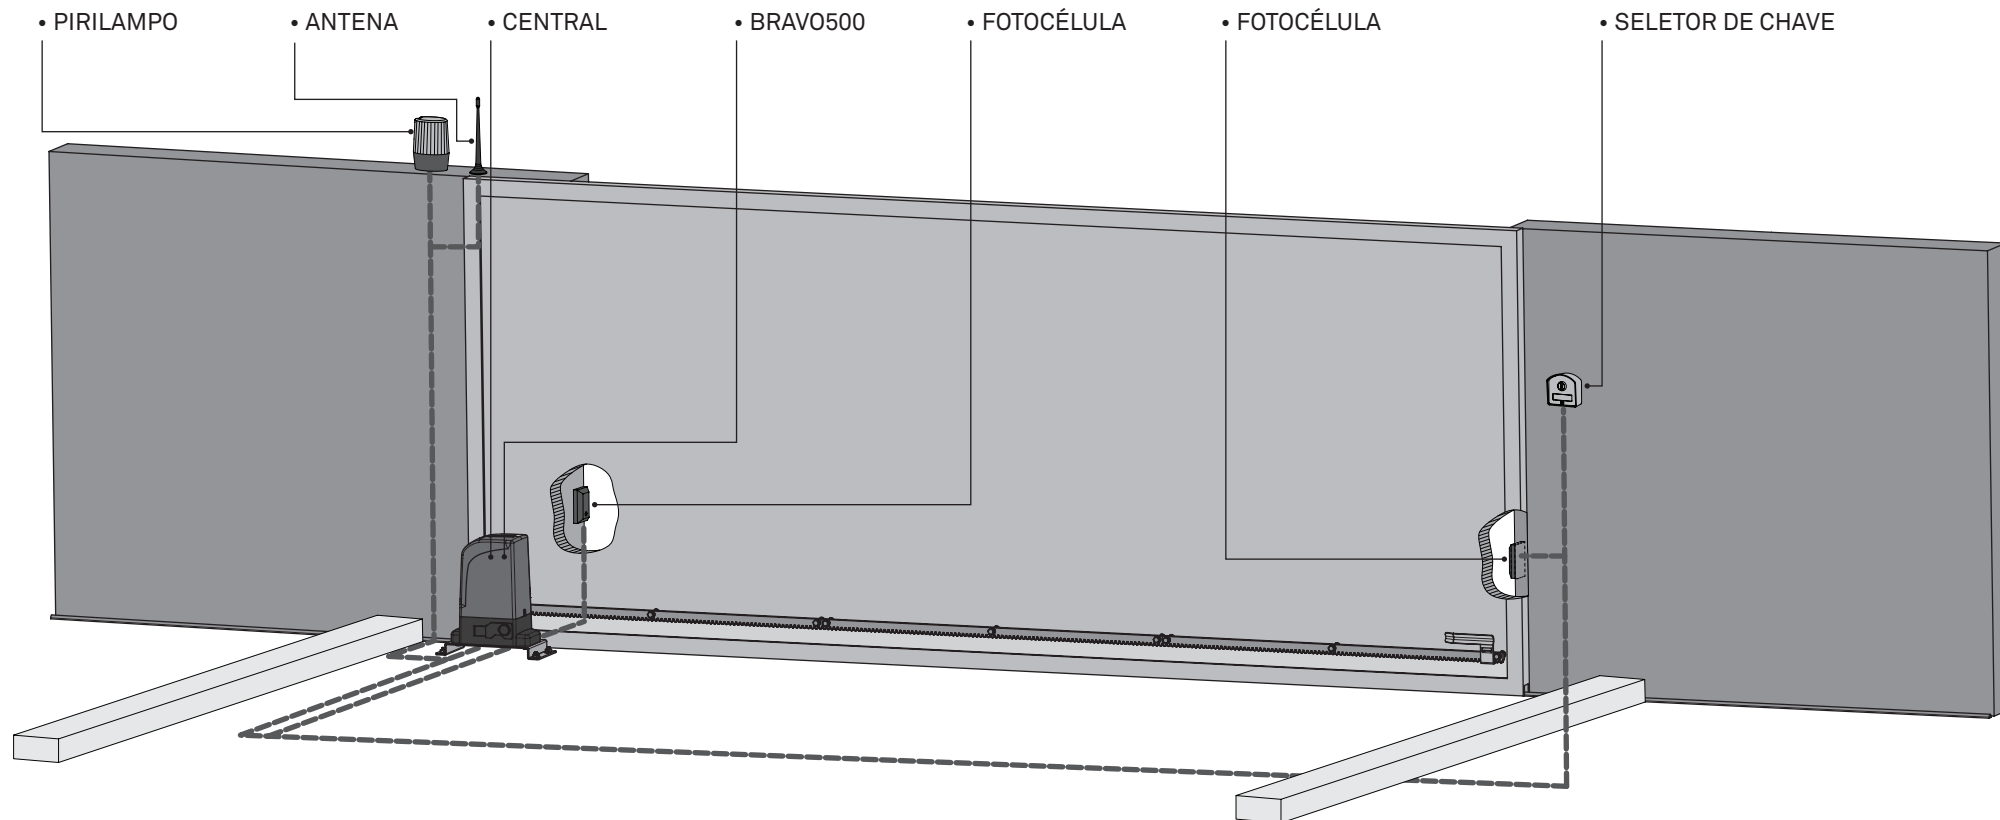 • PIRILAMPO
• ANTENA
• CENTRAL
• BRAVO500
• FOTOCÉLULA
• FOTOCÉLULA
• SELETOR DE CHAVE